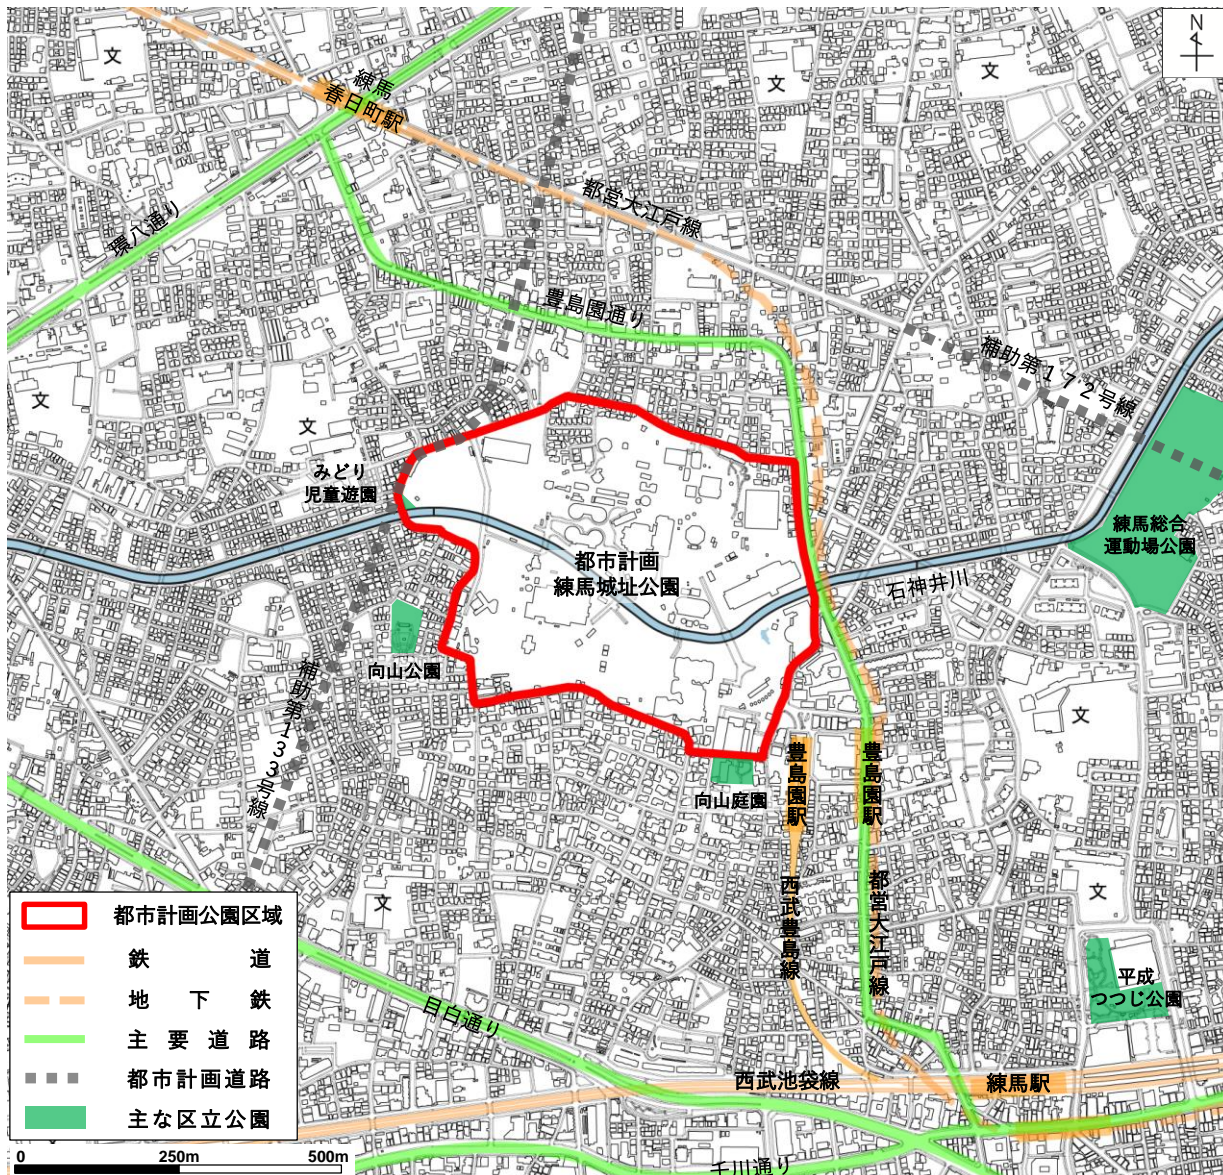 N
文
文
文
練馬
春日町駅
環八通り
都営大江戸線
豊島園通り
補助第172号線
文
文
みどり
児童遊園
練馬総合
運動場公園
都市計画
練馬城址公園
石神井川
向山公園
補助第133号線
文
豊島園駅
豊島園駅
向山庭園
西武豊島線
都営大江戸線
文
文
平成
つつじ公園
目白通り
西武池袋線
練馬駅
千川通り
都市計画公園区域
鉄道
地下鉄
主要道路
都市計画道路
主な区立公園
0 250m 500m